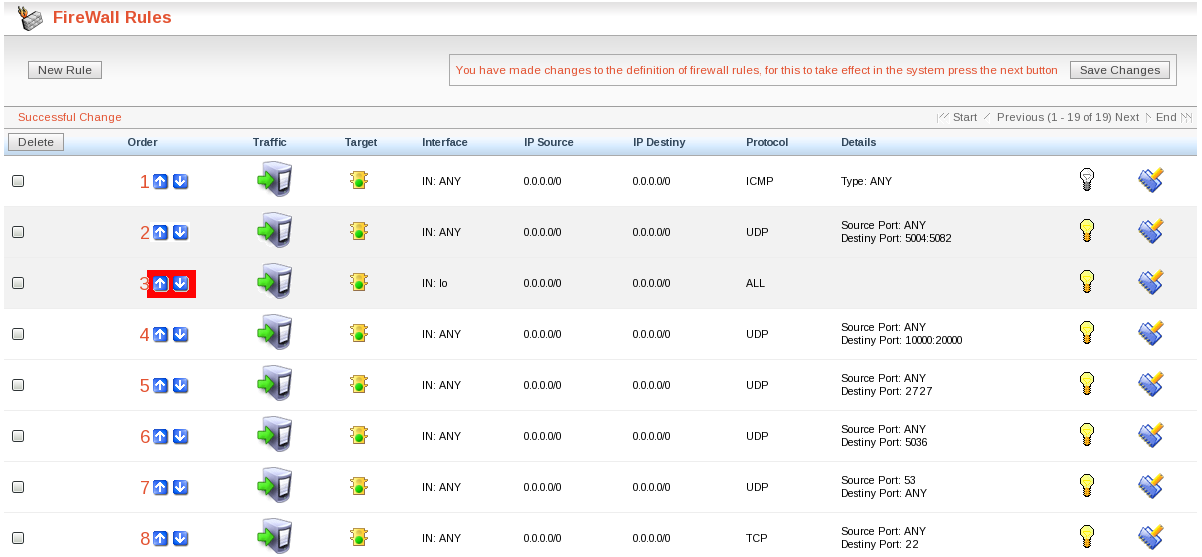 FireWall Rules
New Rule
You have made changes to the definition of firewall rules, for this to take effect in the system press the next button
Save Changes
Successful Change
Start Previous (1 - 19 of 19) Next End
Delete Order Traffic Target Interface IP Source IP Destiny Protocol Details
1 IN: ANY 0.0.0.0/0 0.0.0.0/0 ICMP Type: ANY
2 IN: ANY 0.0.0.0/0 0.0.0.0/0 UDP Source Port: ANY
Destiny Port: 5004:5082
3 IN: lo 0.0.0.0/0 0.0.0.0/0 ALL
4 IN: ANY 0.0.0.0/0 0.0.0.0/0 UDP Source Port: ANY
Destiny Port: 10000:20000
5 IN: ANY 0.0.0.0/0 0.0.0.0/0 UDP Source Port: ANY
Destiny Port: 2727
6 IN: ANY 0.0.0.0/0 0.0.0.0/0 UDP Source Port: ANY
Destiny Port: 5036
7 IN: ANY 0.0.0.0/0 0.0.0.0/0 UDP Source Port: 53
Destiny Port: ANY
8 IN: ANY 0.0.0.0/0 0.0.0.0/0 TCP Source Port: ANY
Destiny Port: 22